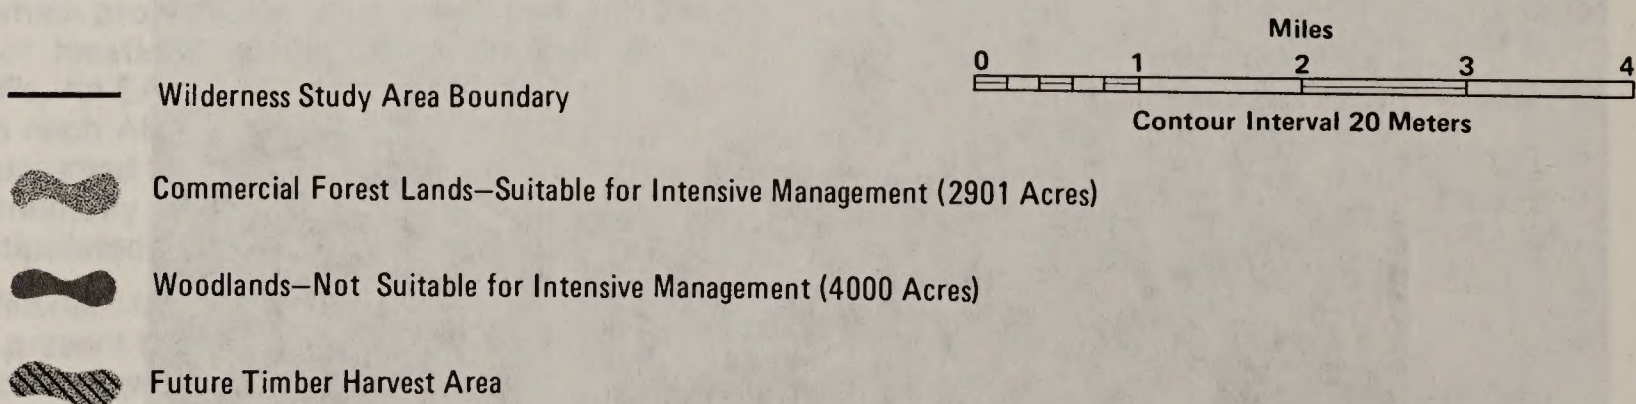 Miles
0 1 2 3 4
Contour Interval 20 Meters
Wilderness Study Area Boundary
Commercial Forest Lands—Suitable for Intensive Management (2901 Acres)
Woodlands—Not Suitable for Intensive Management (4000 Acres)
Future Timber Harvest Area